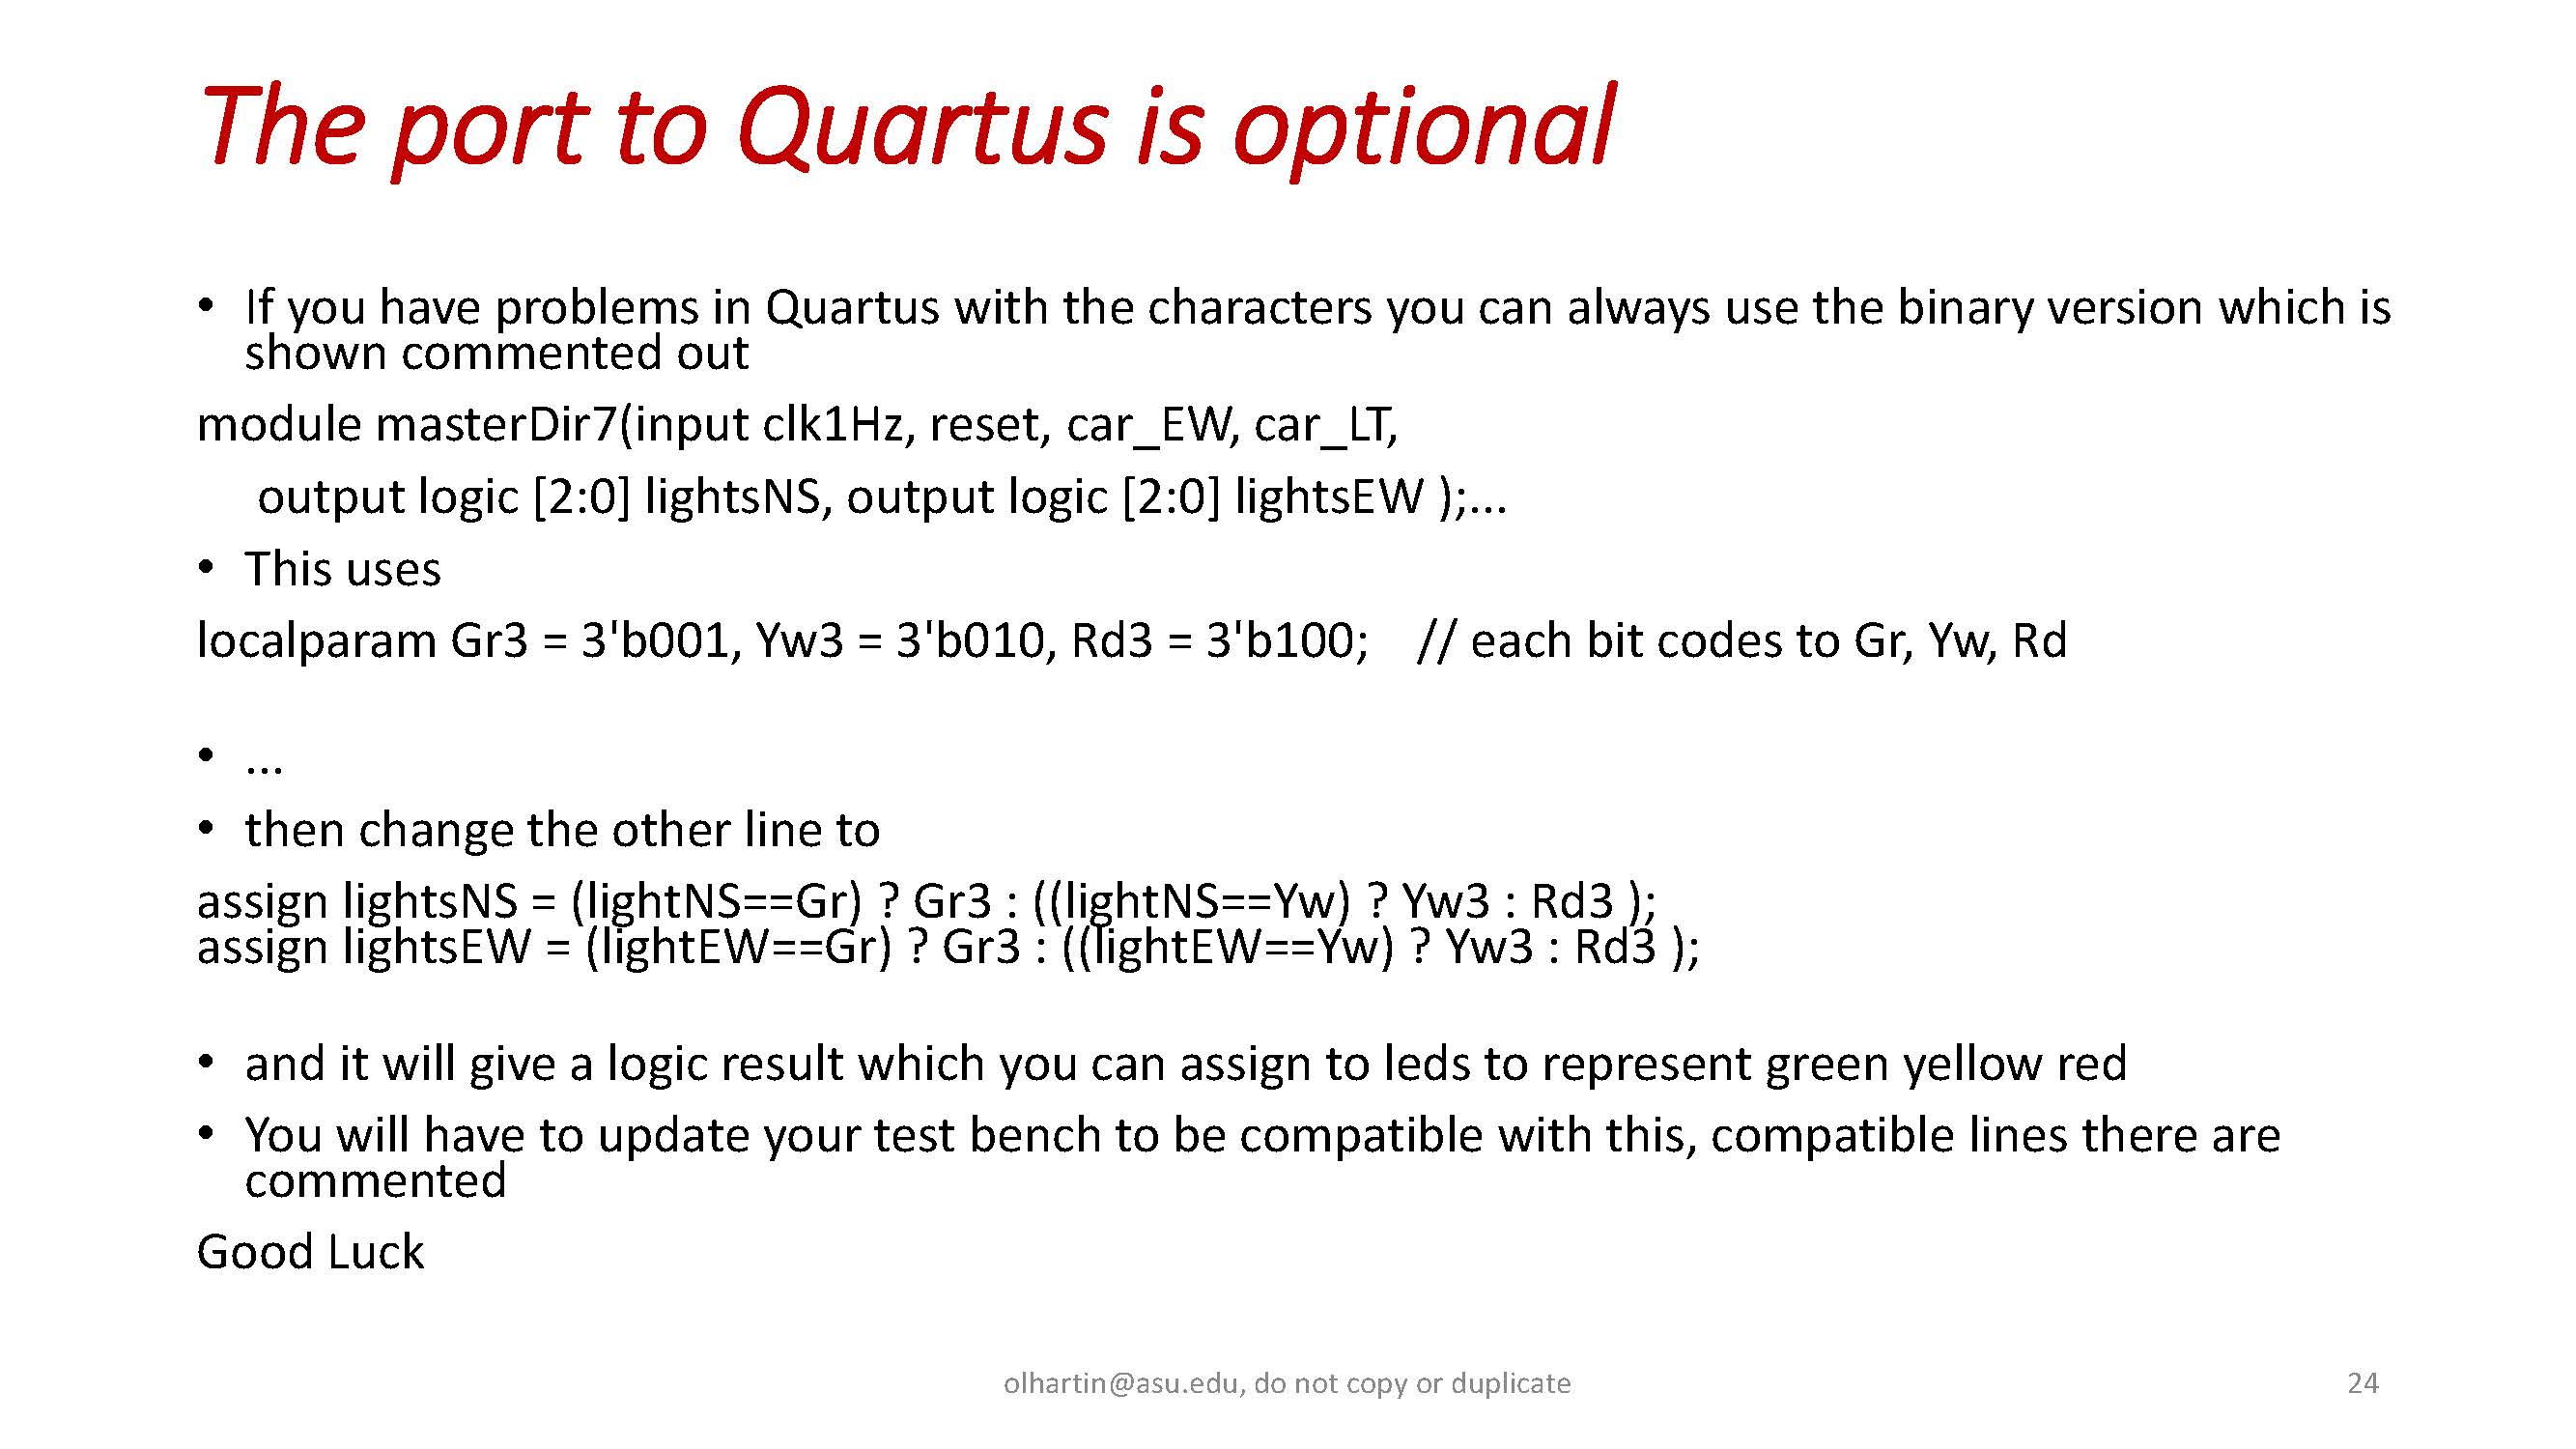 The port to Quartus is optional
• If you have problems in Quartus with the characters you can always use the binary version which is
shown commented out
module masterDir7(input clk1Hz, reset, car_EW, car_LT,
output logic [2:0] lightsNS, output logic [2:0] lightsEW );...
• This uses
localparam Gr3 = 3'b001, Yw3 = 3'b010, Rd3 = 3'b100; // each bit codes to Gr, Yw, Rd
• ...
• then change the other line to
assign lightsNS = (lightNS==Gr) ? Gr3 : ((lightNS==Yw) ? Yw3 : Rd3 );
assign lightsEW = (lightEW==Gr) ? Gr3 : ((lightEW==Yw) ? Yw3 : Rd3 );
• and it will give a logic result which you can assign to leds to represent green yellow red
• You will have to update your test bench to be compatible with this, compatible lines there are
commented
Good Luck
olhartin@asu.edu, do not copy or duplicate
24